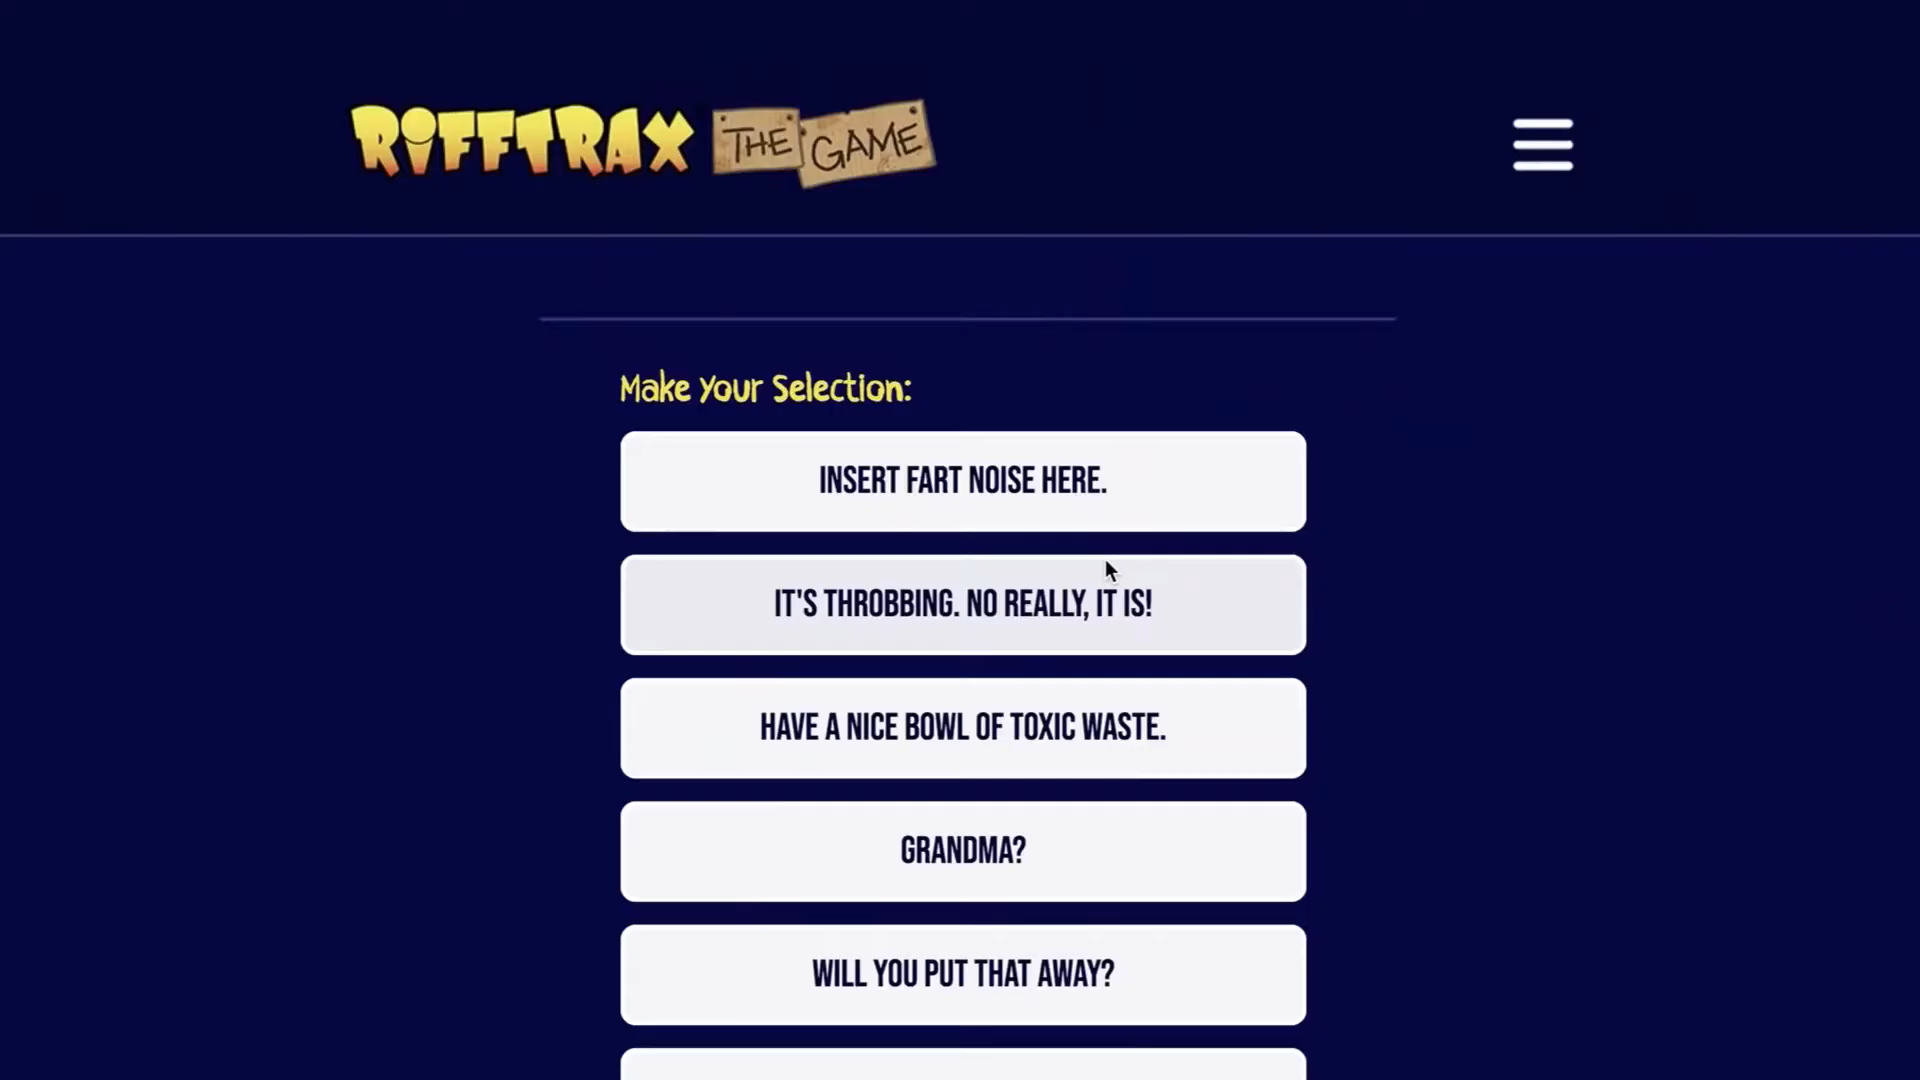 RIFFTRAX THE GAME
Make Your Selection:
INSERT FART NOISE HERE.
IT'S THROBBING. NO REALLY, IT IS!
HAVE A NICE BOWL OF TOXIC WASTE.
GRANDMA?
WILL YOU PUT THAT AWAY?